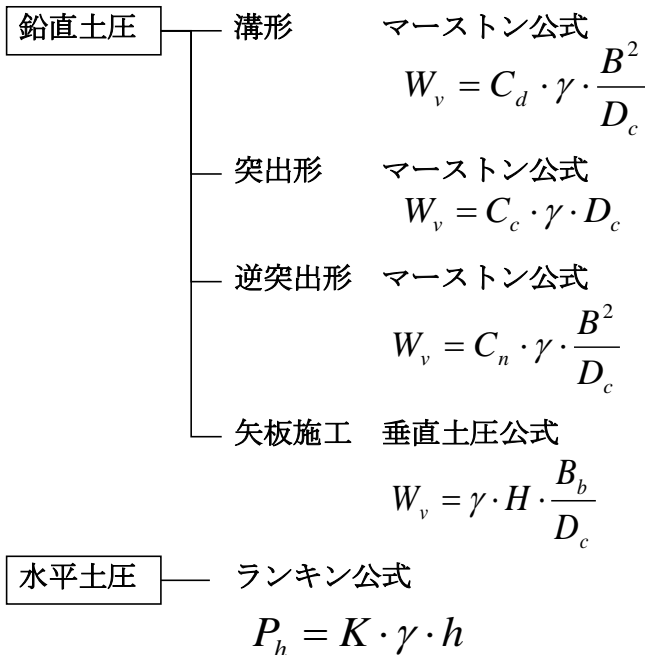 鉛直土圧 溝形 マーストン公式
W_v = C_d · γ · B² / D_c
突出形 マーストン公式
W_v = C_c · γ · D_c
逆突出形 マーストン公式
W_v = C_n · γ · B² / D_c
矢板施工 垂直土圧公式
W_v = γ · H · B_b / D_c
水平土圧 ランキン公式
P_h = K · γ · h